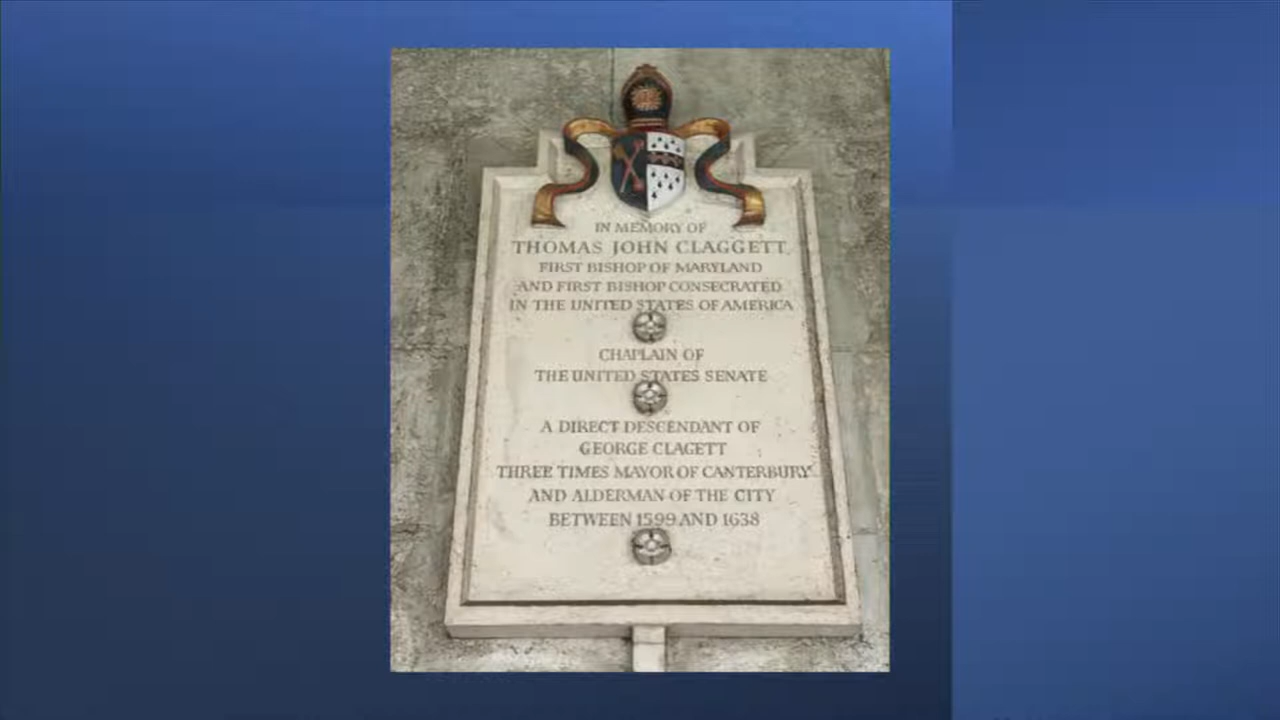 IN MEMORY OF
THOMAS JOHN CLAGGETT
FIRST BISHOP OF MARYLAND
AND FIRST BISHOP CONSECRATED
IN THE UNITED STATES OF AMERICA
CHAPLAIN OF
THE UNITED STATES SENATE
A DIRECT DESCENDANT OF
GEORGE CLAGETT
THREE TIMES MAYOR OF CANTERBURY
AND ALDERMAN OF THE CITY
BETWEEN 1599 AND 1638